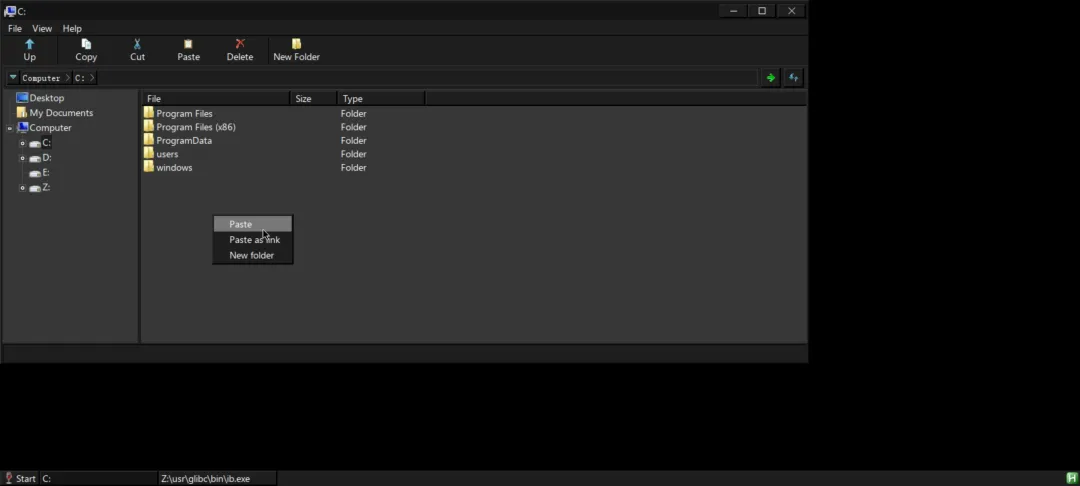 C:
File View Help
Up Copy Cut Paste Delete New Folder
Computer C:
Desktop
My Documents
Computer
C:
D:
E:
Z:
File Size Type
Program Files Folder
Program Files (x86) Folder
ProgramData Folder
users Folder
windows Folder
Paste
Paste as link
New folder
Start C: Z:\usr\glibc\bin\ib.exe H